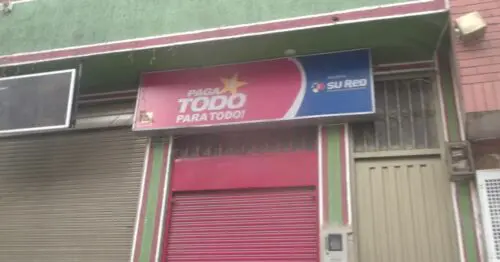 PAGA
TODO
PARA TODO!
SU RED